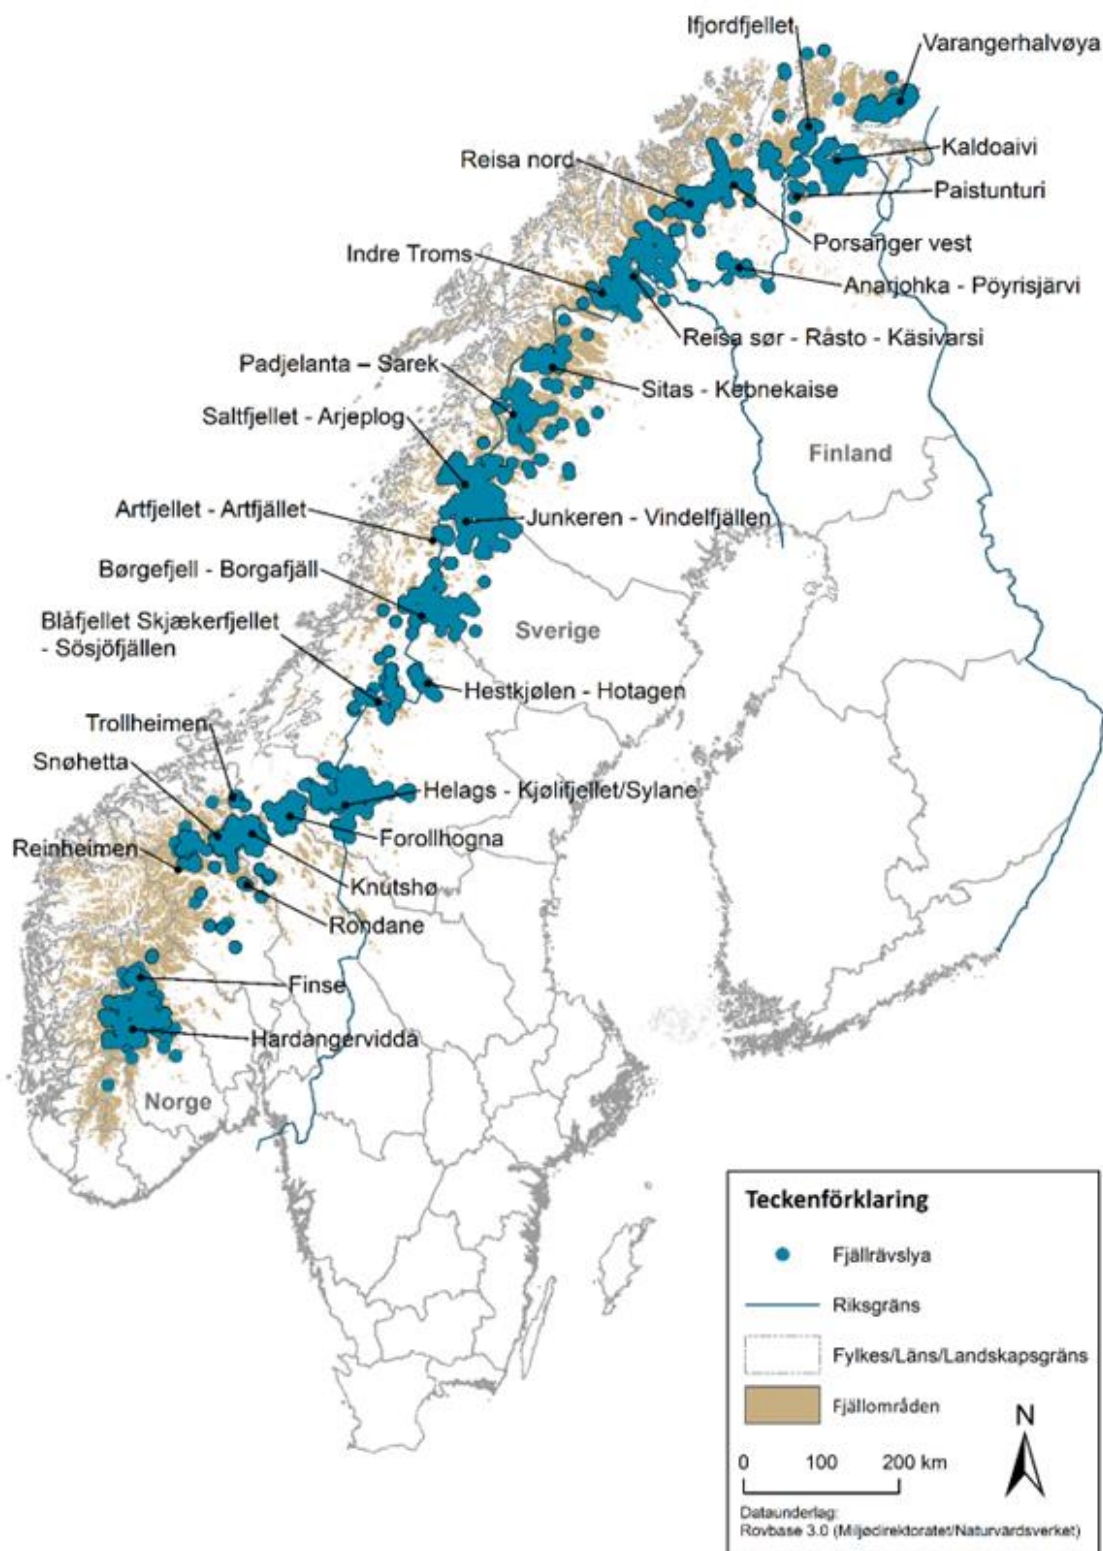 Ifjordfjellet
Varangerhalvøya
Reisa nord
Kaldoaivi
Paistunturi
Porsanger vest
Indre Troms
Anarjohka - Pöyrisjärvi
Reisa sør - Råsto - Käsivarsi
Padjelanta – Sarek
Sitas - Kebnekaise
Saltfjellet - Arjeplog
Finland
Artfjellet - Artfjället
Junkeren - Vindelfjällen
Børgefjell - Borgafjäll
Blåfjellet Skjækerfjellet
- Sösjöfjällen
Sverige
Hestkjølen - Hotagen
Trollheimen
Snøhetta
Helags - Kjølifjellet/Sylane
Forollhogna
Reinheimen
Knutshø
Rondane
Finse
Hardangervidda
Norge
Teckenförklaring
Fjällrävslya
Riksgräns
Fylkes/Läns/Landskapsgräns
Fjällområden
N
0 100 200 km
Dataunderlag:
Rovbase 3.0 (Miljødirektoratet/Naturvårdsverket)